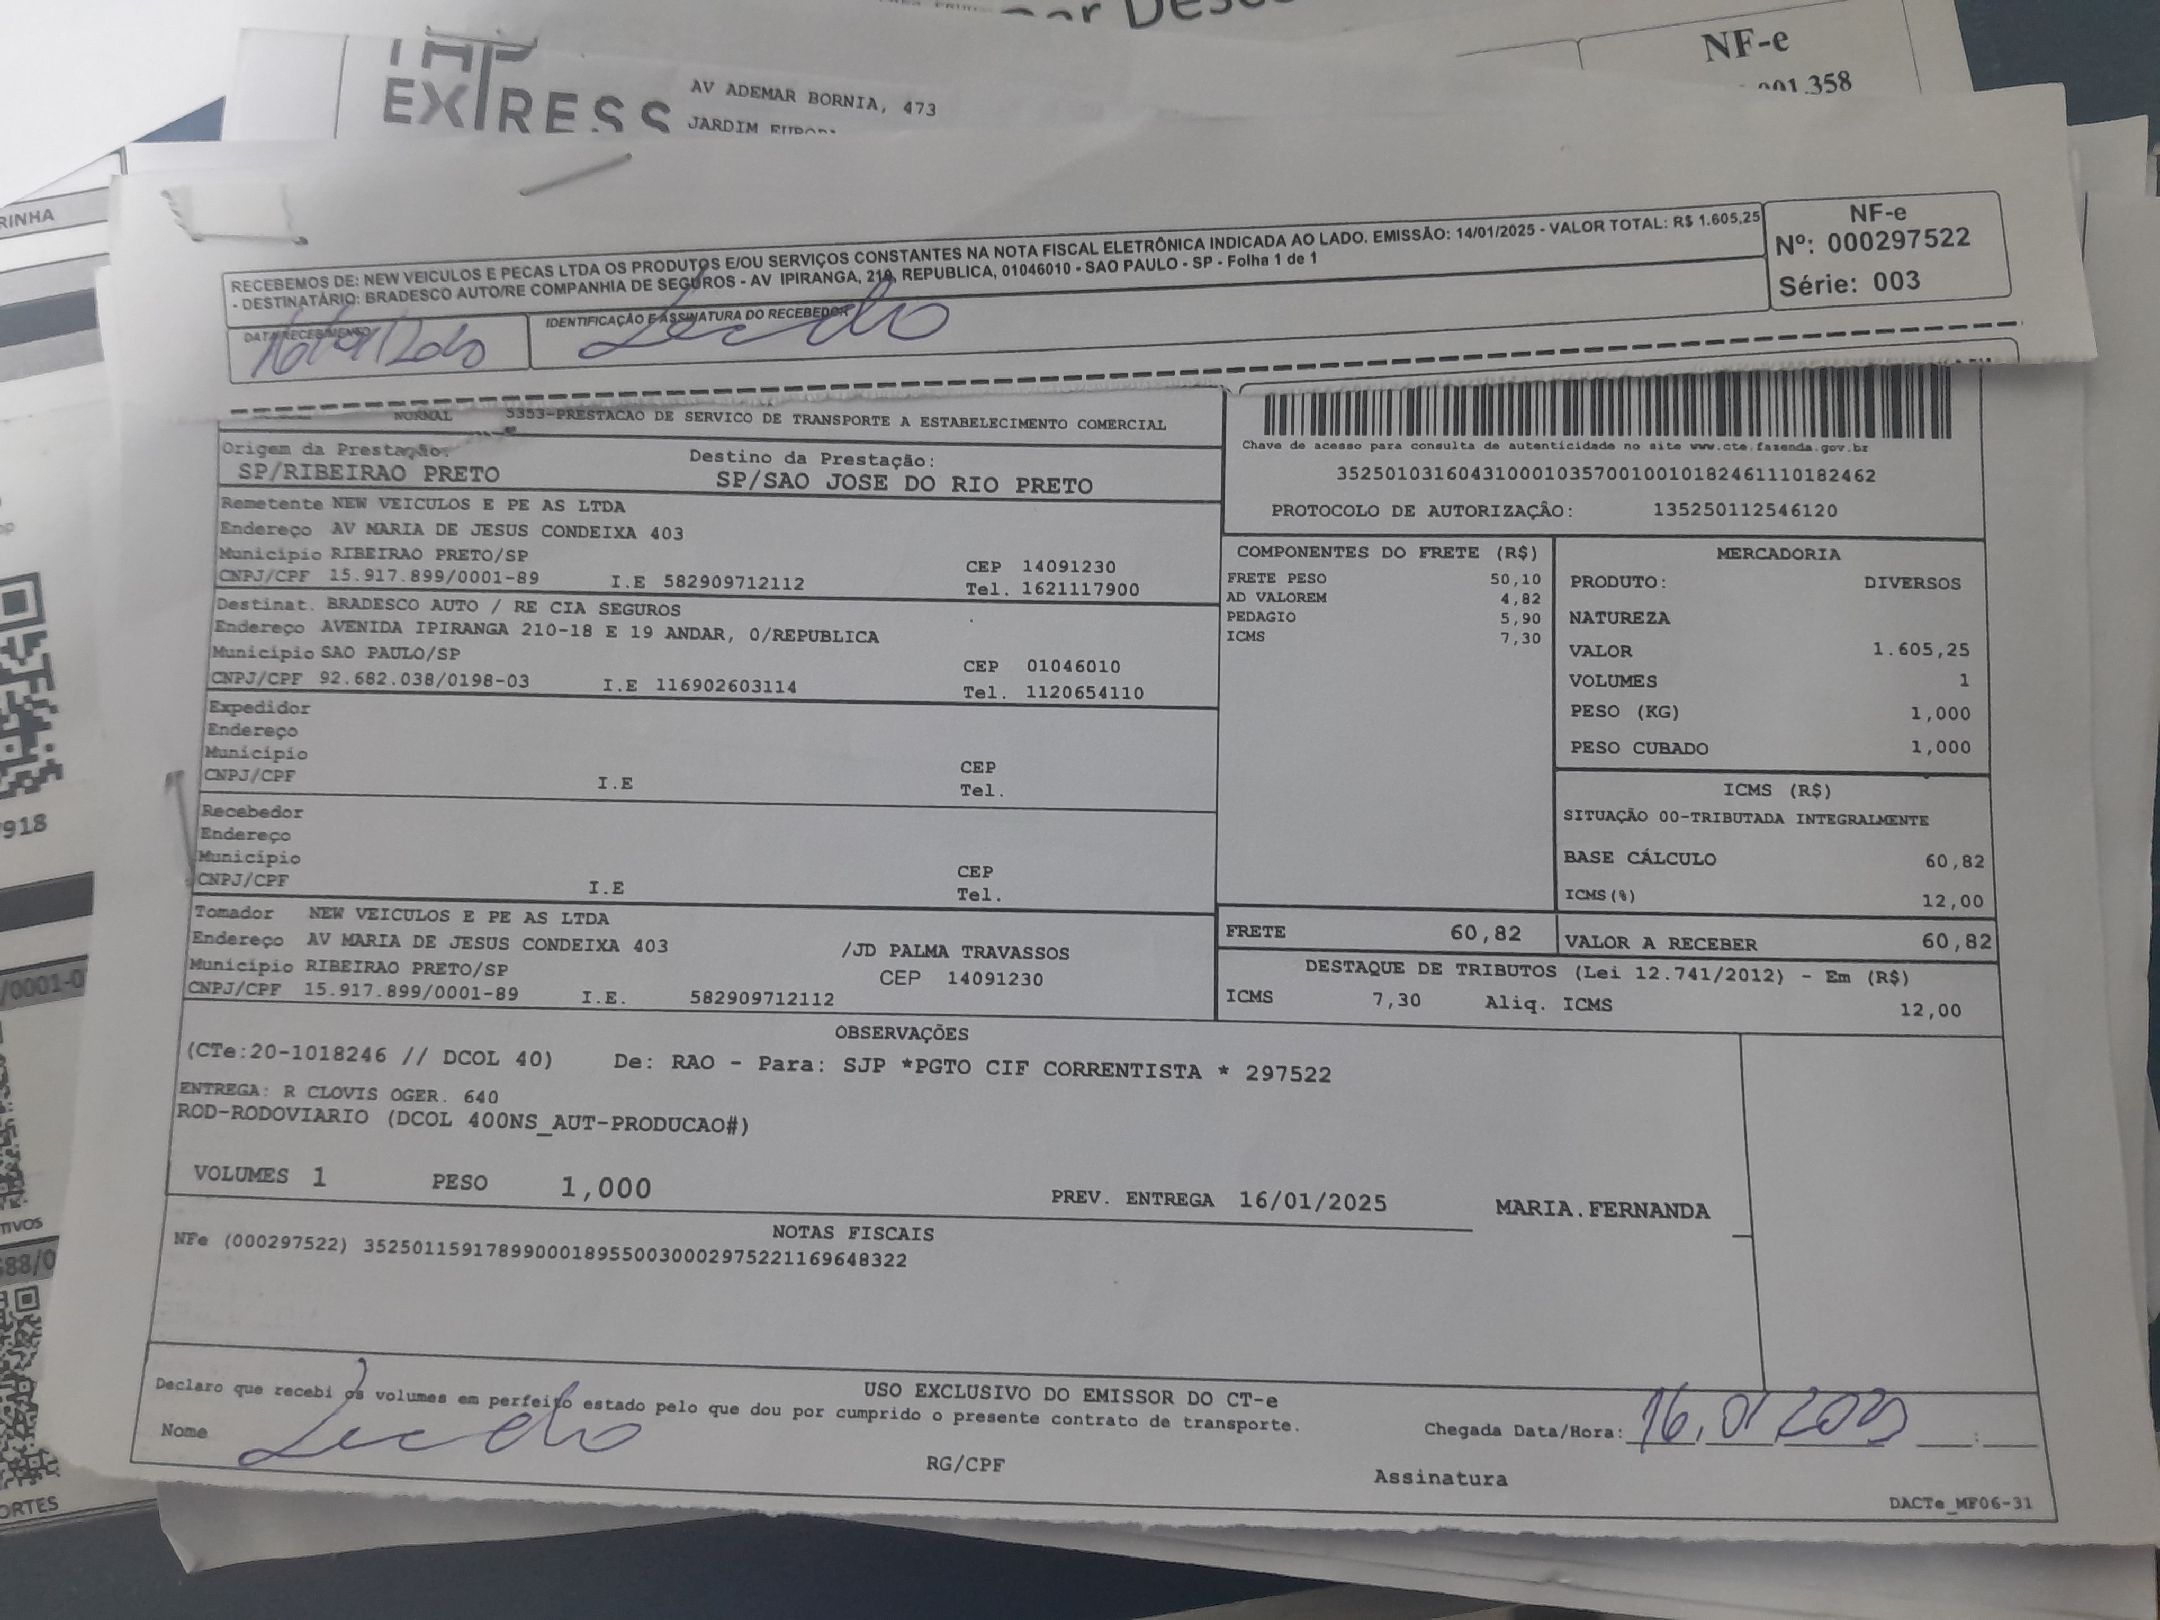 EXPRESS
AV ADEMAR BORNIA, 473
JARDIM
NF-e
001.358
RINHA
RECEBEMOS DE: NEW VEICULOS E PECAS LTDA OS PRODUTOS E/OU SERVIÇOS CONSTANTES NA NOTA FISCAL ELETRÔNICA INDICADA AO LADO. EMISSÃO: 14/01/2025 - VALOR TOTAL: R$ 1.605,25
- DESTINATÁRIO: BRADESCO AUTO/RE COMPANHIA DE SEGUROS - AV IPIRANGA, 210, REPUBLICA, 01046010 - SAO PAULO - SP - Folha 1 de 1
NF-e
Nº: 000297522
Série: 003
DATA RECEBIMENTO
IDENTIFICAÇÃO E ASSINATURA DO RECEBEDOR
NORMAL 5353-PRESTACAO DE SERVICO DE TRANSPORTE A ESTABELECIMENTO COMERCIAL
Chave de acesso para consulta de autenticidade no site www.cte.fazenda.gov.br
35250103160431000103570010010182461110182462
PROTOCOLO DE AUTORIZAÇÃO: 135250112546120
Origem da Prestação: Destino da Prestação:
SP/RIBEIRAO PRETO SP/SAO JOSE DO RIO PRETO
Remetente NEW VEICULOS E PE AS LTDA
Endereço AV MARIA DE JESUS CONDEIXA 403
Município RIBEIRAO PRETO/SP CEP 14091230
CNPJ/CPF 15.917.899/0001-89 I.E 582909712112 Tel. 1621117900
Destinat. BRADESCO AUTO / RE CIA SEGUROS
Endereço AVENIDA IPIRANGA 210-18 E 19 ANDAR, 0/REPUBLICA
Município SAO PAULO/SP CEP 01046010
CNPJ/CPF 92.682.038/0198-03 I.E 116902603114 Tel. 1120654110
Expedidor
Endereço
Município CEP
CNPJ/CPF I.E Tel.
Recebedor
Endereço
Município CEP
CNPJ/CPF I.E Tel.
Tomador NEW VEICULOS E PE AS LTDA
Endereço AV MARIA DE JESUS CONDEIXA 403 /JD PALMA TRAVASSOS
Município RIBEIRAO PRETO/SP CEP 14091230
CNPJ/CPF 15.917.899/0001-89 I.E. 582909712112
COMPONENTES DO FRETE (R$)
FRETE PESO 50,10
AD VALOREM 4,82
PEDAGIO 5,90
ICMS 7,30
MERCADORIA
PRODUTO: DIVERSOS
NATUREZA
VALOR 1.605,25
VOLUMES 1
PESO (KG) 1,000
PESO CUBADO 1,000
ICMS (R$)
SITUAÇÃO 00-TRIBUTADA INTEGRALMENTE
BASE CÁLCULO 60,82
ICMS(%) 12,00
FRETE 60,82 VALOR A RECEBER 60,82
DESTAQUE DE TRIBUTOS (Lei 12.741/2012) - Em (R$)
ICMS 7,30 Aliq. ICMS 12,00
OBSERVAÇÕES
(CTe:20-1018246 // DCOL 40) De: RAO - Para: SJP *PGTO CIF CORRENTISTA * 297522
ENTREGA: R CLOVIS OGER. 640
ROD-RODOVIARIO (DCOL 400NS_AUT-PRODUCAO#)
VOLUMES 1 PESO 1,000 PREV. ENTREGA 16/01/2025 MARIA.FERNANDA
NOTAS FISCAIS
NFe (000297522) 35250115917899000189550030002975221169648322
USO EXCLUSIVO DO EMISSOR DO CT-e
Declaro que recebi os volumes em perfeito estado pelo que dou por cumprido o presente contrato de transporte.
Nome RG/CPF Chegada Data/Hora: 16/01/2025 :
Assinatura
DACTe_MF06-31
918
/0001-0
TIVOS
688/0
ORTES